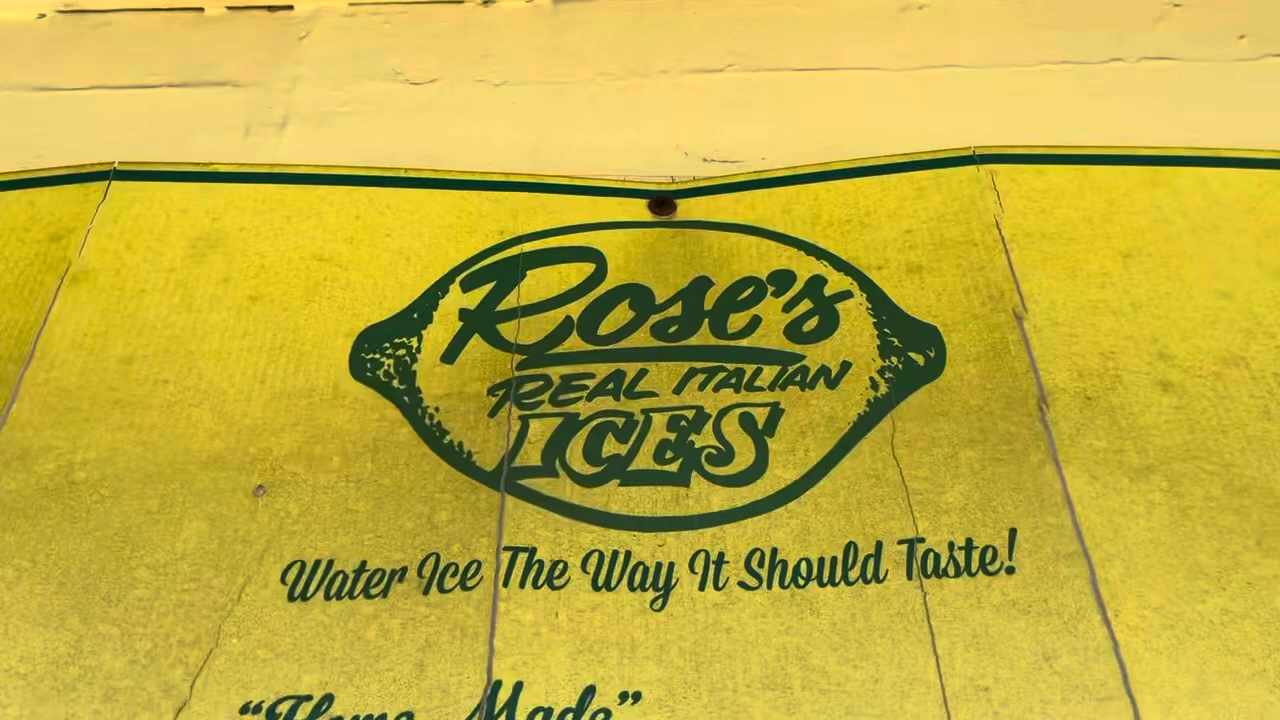 Rose's
REAL ITALIAN
ICES
Water Ice The Way It Should Taste!
"Home Made"